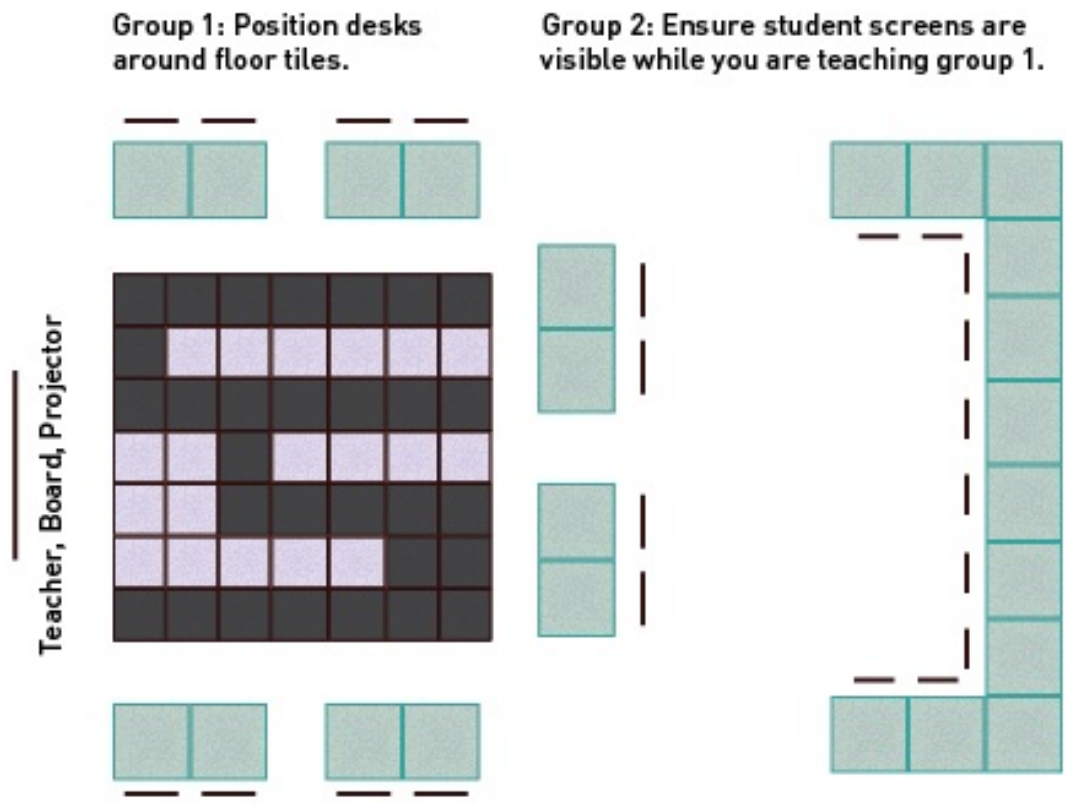 Group 1: Position desks
around floor tiles.
Group 2: Ensure student screens are
visible while you are teaching group 1.
Teacher, Board, Projector